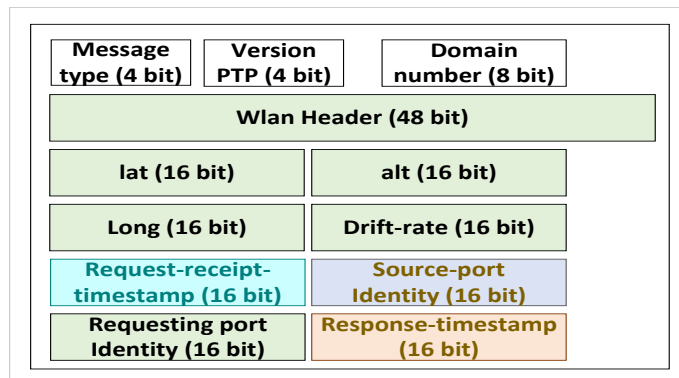 Message
type (4 bit)
Version
PTP (4 bit)
Domain
number (8 bit)
Wlan Header (48 bit)
lat (16 bit)
alt (16 bit)
Long (16 bit)
Drift-rate (16 bit)
Request-receipt-
timestamp (16 bit)
Source-port
Identity (16 bit)
Requesting port
Identity (16 bit)
Response-timestamp
(16 bit)